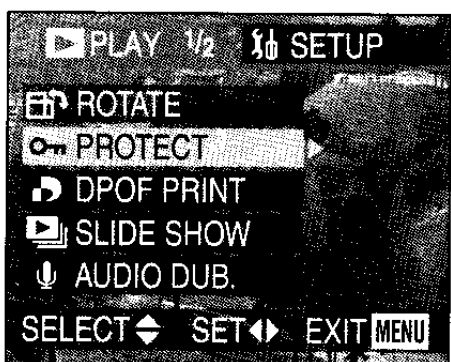 PLAY 1/2 SETUP
ROTATE
PROTECT
DPOF PRINT
SLIDE SHOW
AUDIO DUB.
SELECT SET EXIT MENU